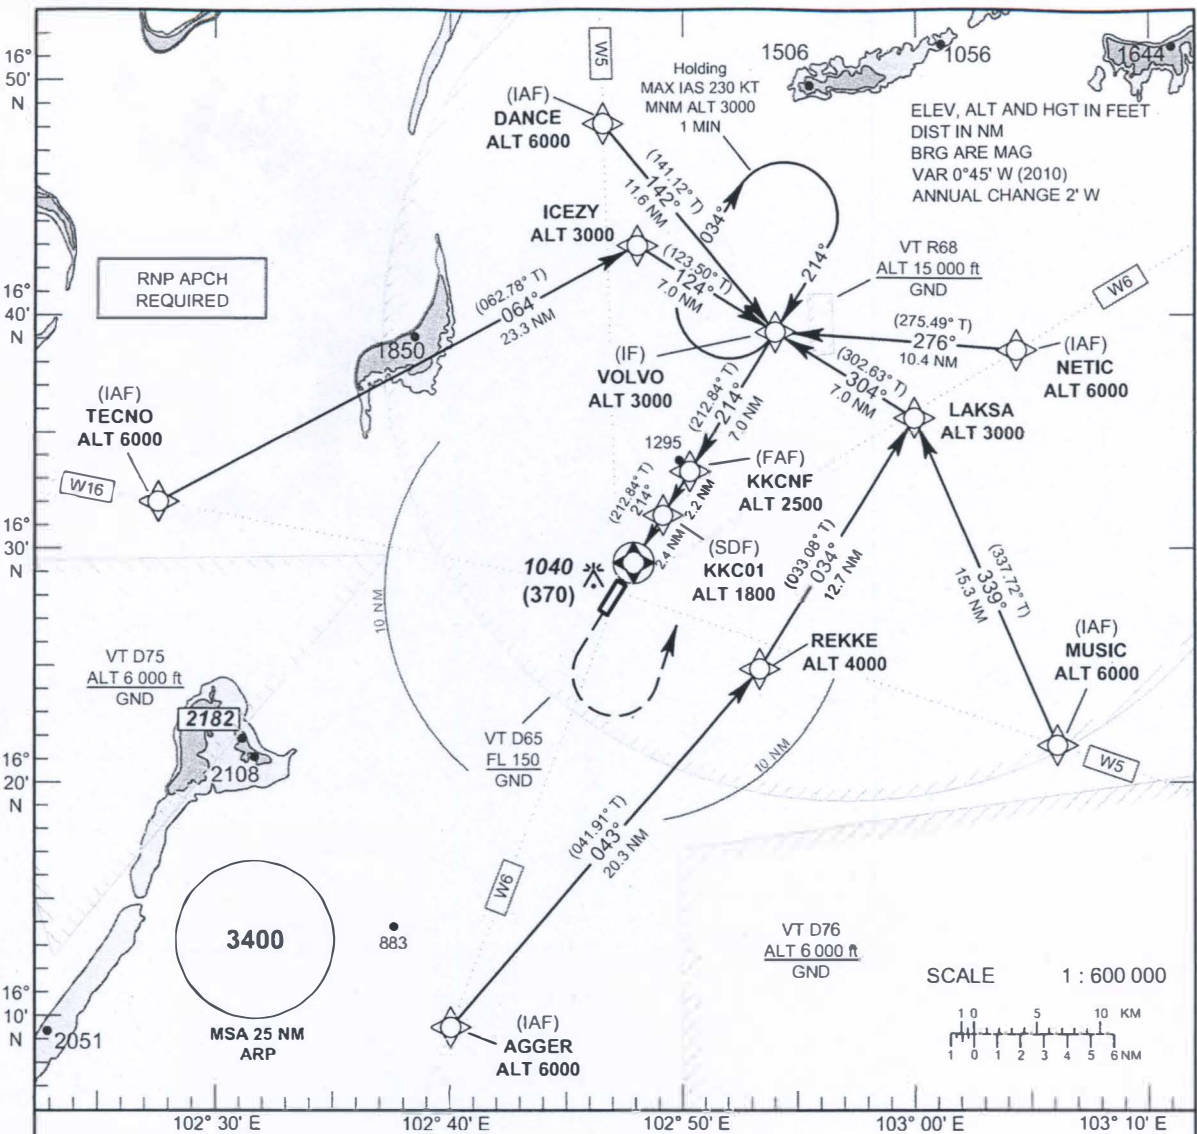 16°
50'
N
W5
(IAF)
DANCE
ALT 6000
Holding
MAX IAS 230 KT
MNM ALT 3000
1 MIN
1506
1056
1644
ELEV, ALT AND HGT IN FEET
DIST IN NM
BRG ARE MAG
VAR 0°45' W (2010)
ANNUAL CHANGE 2' W
(141.12° T)
142°
11.6 NM
034°
214°
ICEZY
ALT 3000
(123.50° T)
124°
7.0 NM
VT R68
ALT 15 000 ft
GND
W6
RNP APCH
REQUIRED
(062.78° T)
064°
23.3 NM
16°
40'
N
1850
(275.49° T)
276°
10.4 NM
(IAF)
NETIC
ALT 6000
(IF)
VOLVO
ALT 3000
(302.63° T)
304°
7.0 NM
LAKSA
ALT 3000
(212.84° T)
214°
7.0 NM
(IAF)
TECNO
ALT 6000
W16
1295
(FAF)
KKCNF
ALT 2500
(212.84° T)
214°
2.2 NM
16°
30'
N
(SDF)
KKC01
ALT 1800
2.4 NM
1040
(370)
(033.08° T)
034°
12.7 NM
(337.72° T)
339°
15.3 NM
10 NM
REKKE
ALT 4000
(IAF)
MUSIC
ALT 6000
VT D75
ALT 6 000 ft
GND
2182
2108
VT D65
FL 150
GND
10 NM
W5
16°
20'
N
(041.91° T)
043°
20.3 NM
W6
3400
MSA 25 NM
ARP
883
VT D76
ALT 6 000 ft
GND
SCALE 1 : 600 000
1 0 5 10 KM
1 0 1 2 3 4 5 6 NM
16°
10'
N
2051
(IAF)
AGGER
ALT 6000
102° 30' 102° 40' 102° 50' 103° 00' 103° 10' E